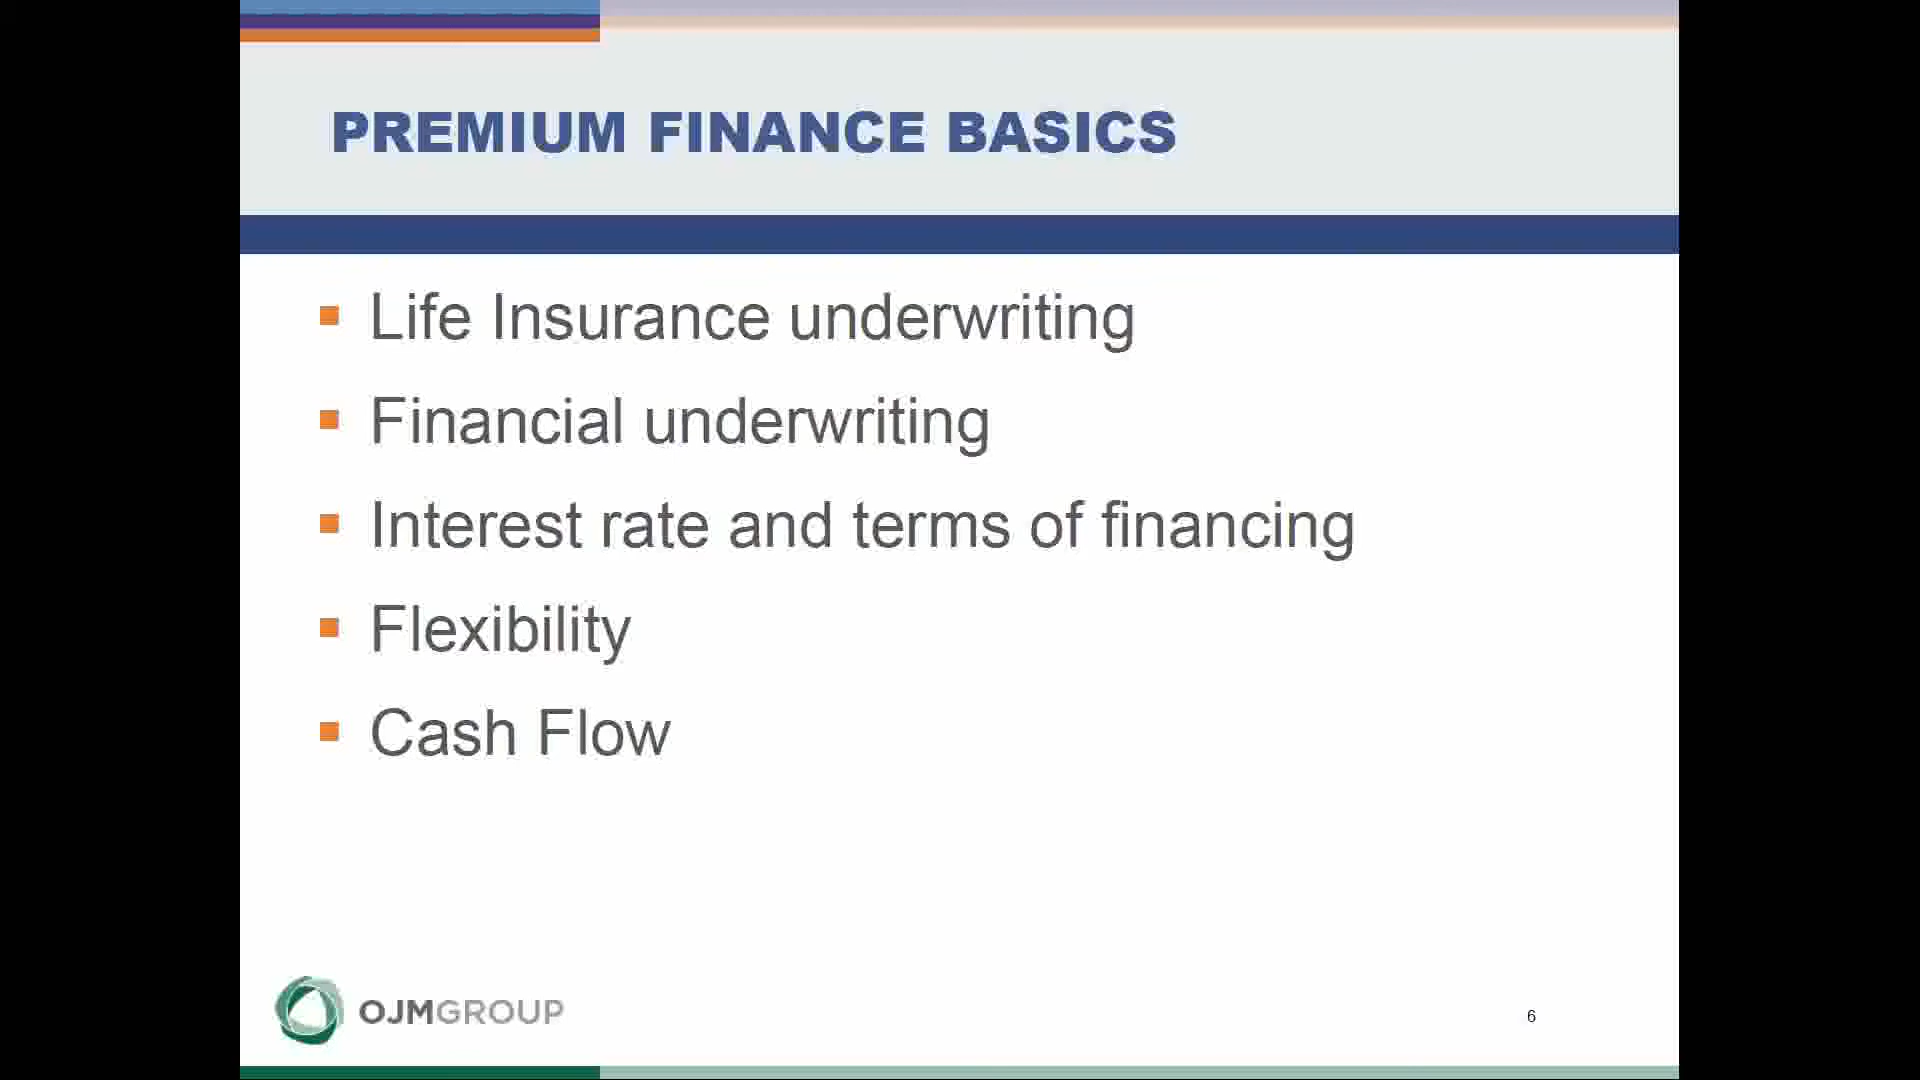 PREMIUM FINANCE BASICS
Life Insurance underwriting
Financial underwriting
Interest rate and terms of financing
Flexibility
Cash Flow
OJMGROUP
6